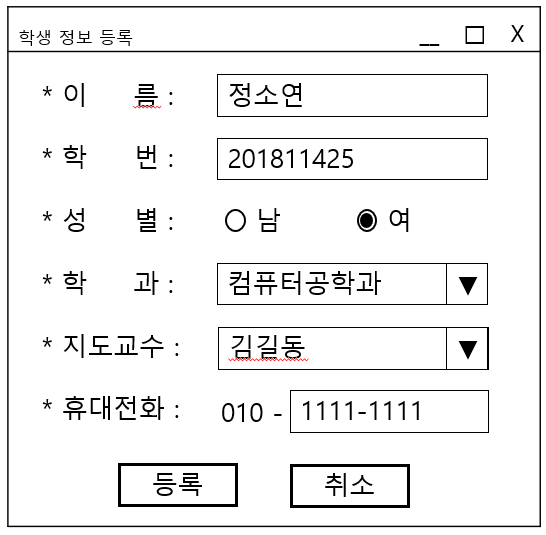 학생 정보 등록 __ □ X
* 이 름 : 정소연
* 학 번 : 201811425
* 성 별 : ○ 남 ◉ 여
* 학 과 : 컴퓨터공학과 ▼
* 지도교수 : 김길동 ▼
* 휴대전화 : 010 - 1111-1111
등록 취소